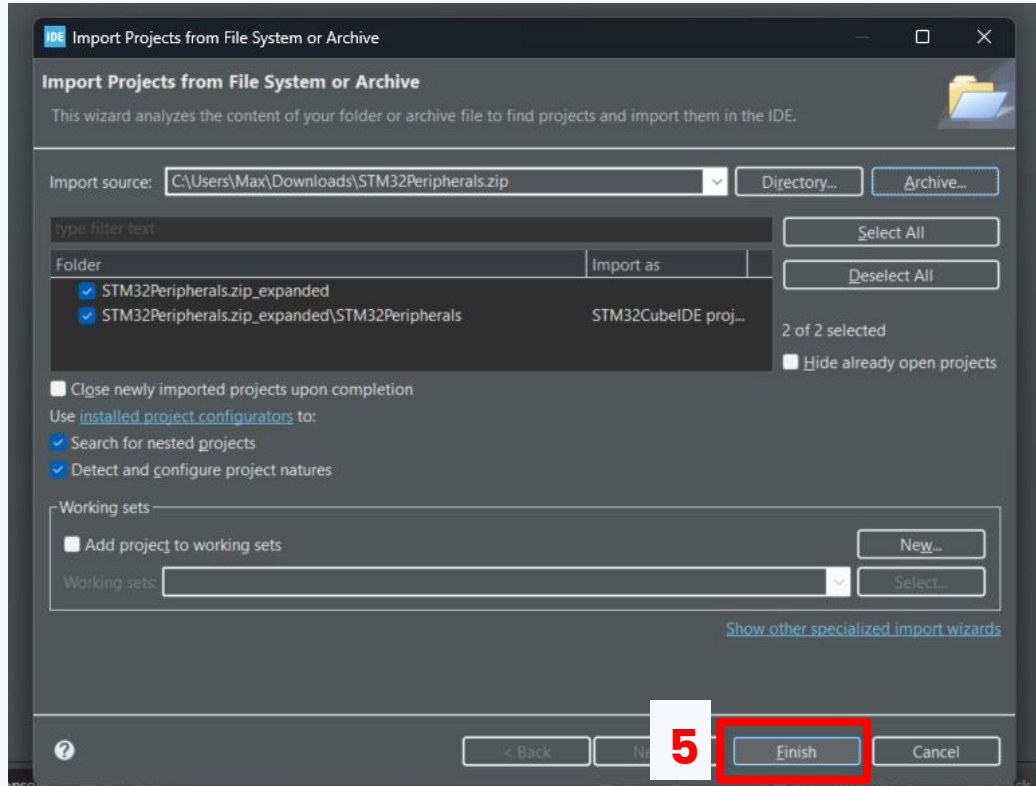 IDE Import Projects from File System or Archive
Import Projects from File System or Archive
This wizard analyzes the content of your folder or archive file to find projects and import them in the IDE.
Import source: C:\Users\Max\Downloads\STM32Peripherals.zip Directory... Archive...
type filter text Select All
Folder Import as
Deselect All
STM32Peripherals.zip_expanded
STM32Peripherals.zip_expanded\STM32Peripherals STM32CubeIDE proj...
2 of 2 selected
Hide already open projects
Close newly imported projects upon completion
Use installed project configurators to:
Search for nested projects
Detect and configure project natures
Working sets
Add project to working sets New...
Working sets: Select...
Show other specialized import wizards
? < Back 5 Finish Cancel